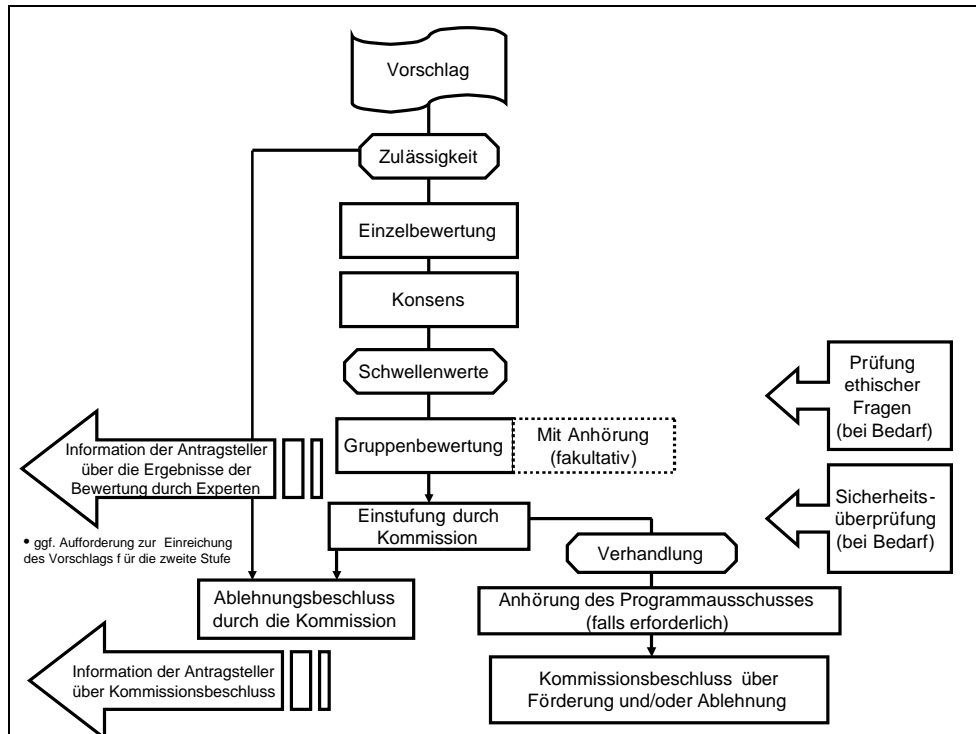 Vorschlag
Zulässigkeit
Einzelbewertung
Konsens
Schwellenwerte
Prüfung
ethischer
Fragen
(bei Bedarf)
Gruppenbewertung
Mit Anhörung
(fakultativ)
Information der Antragsteller
über die Ergebnisse der
Bewertung durch Experten
Einstufung durch
Kommission
Sicherheits-
überprüfung
(bei Bedarf)
• ggf. Aufforderung zur Einreichung
des Vorschlags f ür die zweite Stufe
Verhandlung
Ablehnungsbeschluss
durch die Kommission
Anhörung des Programmausschusses
(falls erforderlich)
Information der Antragsteller
über Kommissionsbeschluss
Kommissionsbeschluss über
Förderung und/oder Ablehnung